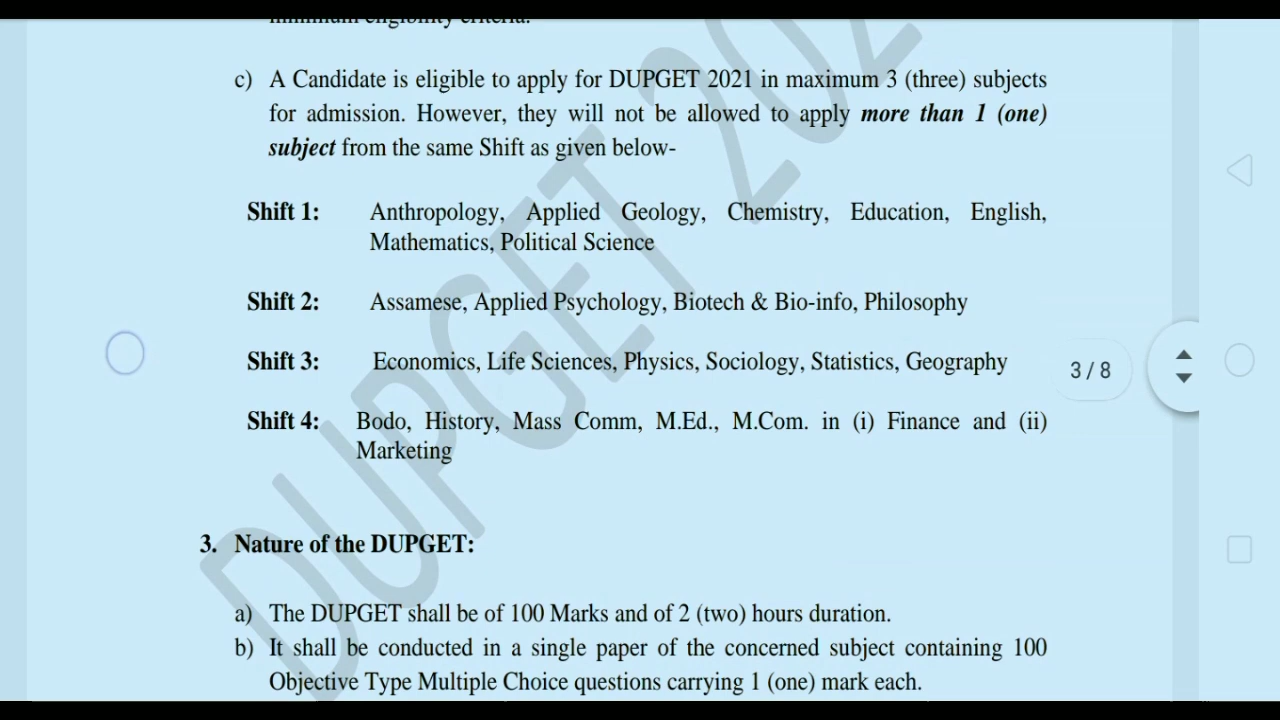 c) A Candidate is eligible to apply for DUPGET 2021 in maximum 3 (three) subjects
for admission. However, they will not be allowed to apply more than 1 (one)
subject from the same Shift as given below-
Shift 1: Anthropology, Applied Geology, Chemistry, Education, English,
Mathematics, Political Science
Shift 2: Assamese, Applied Psychology, Biotech & Bio-info, Philosophy
Shift 3: Economics, Life Sciences, Physics, Sociology, Statistics, Geography
3 / 8
Shift 4: Bodo, History, Mass Comm, M.Ed., M.Com. in (i) Finance and (ii)
Marketing
3. Nature of the DUPGET:
a) The DUPGET shall be of 100 Marks and of 2 (two) hours duration.
b) It shall be conducted in a single paper of the concerned subject containing 100
Objective Type Multiple Choice questions carrying 1 (one) mark each.
DUPGET 202